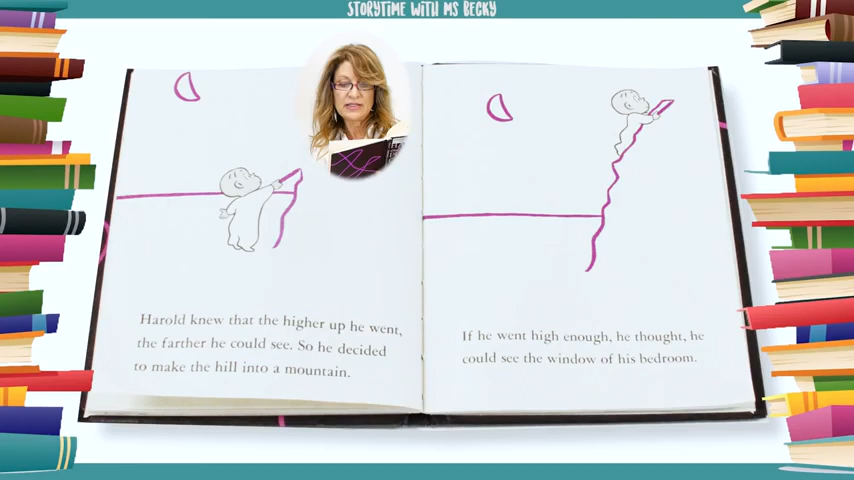 STORYTIME WITH MS BECKY
Harold knew that the higher up he went,
the farther he could see. So he decided
to make the hill into a mountain.
If he went high enough, he thought, he
could see the window of his bedroom.